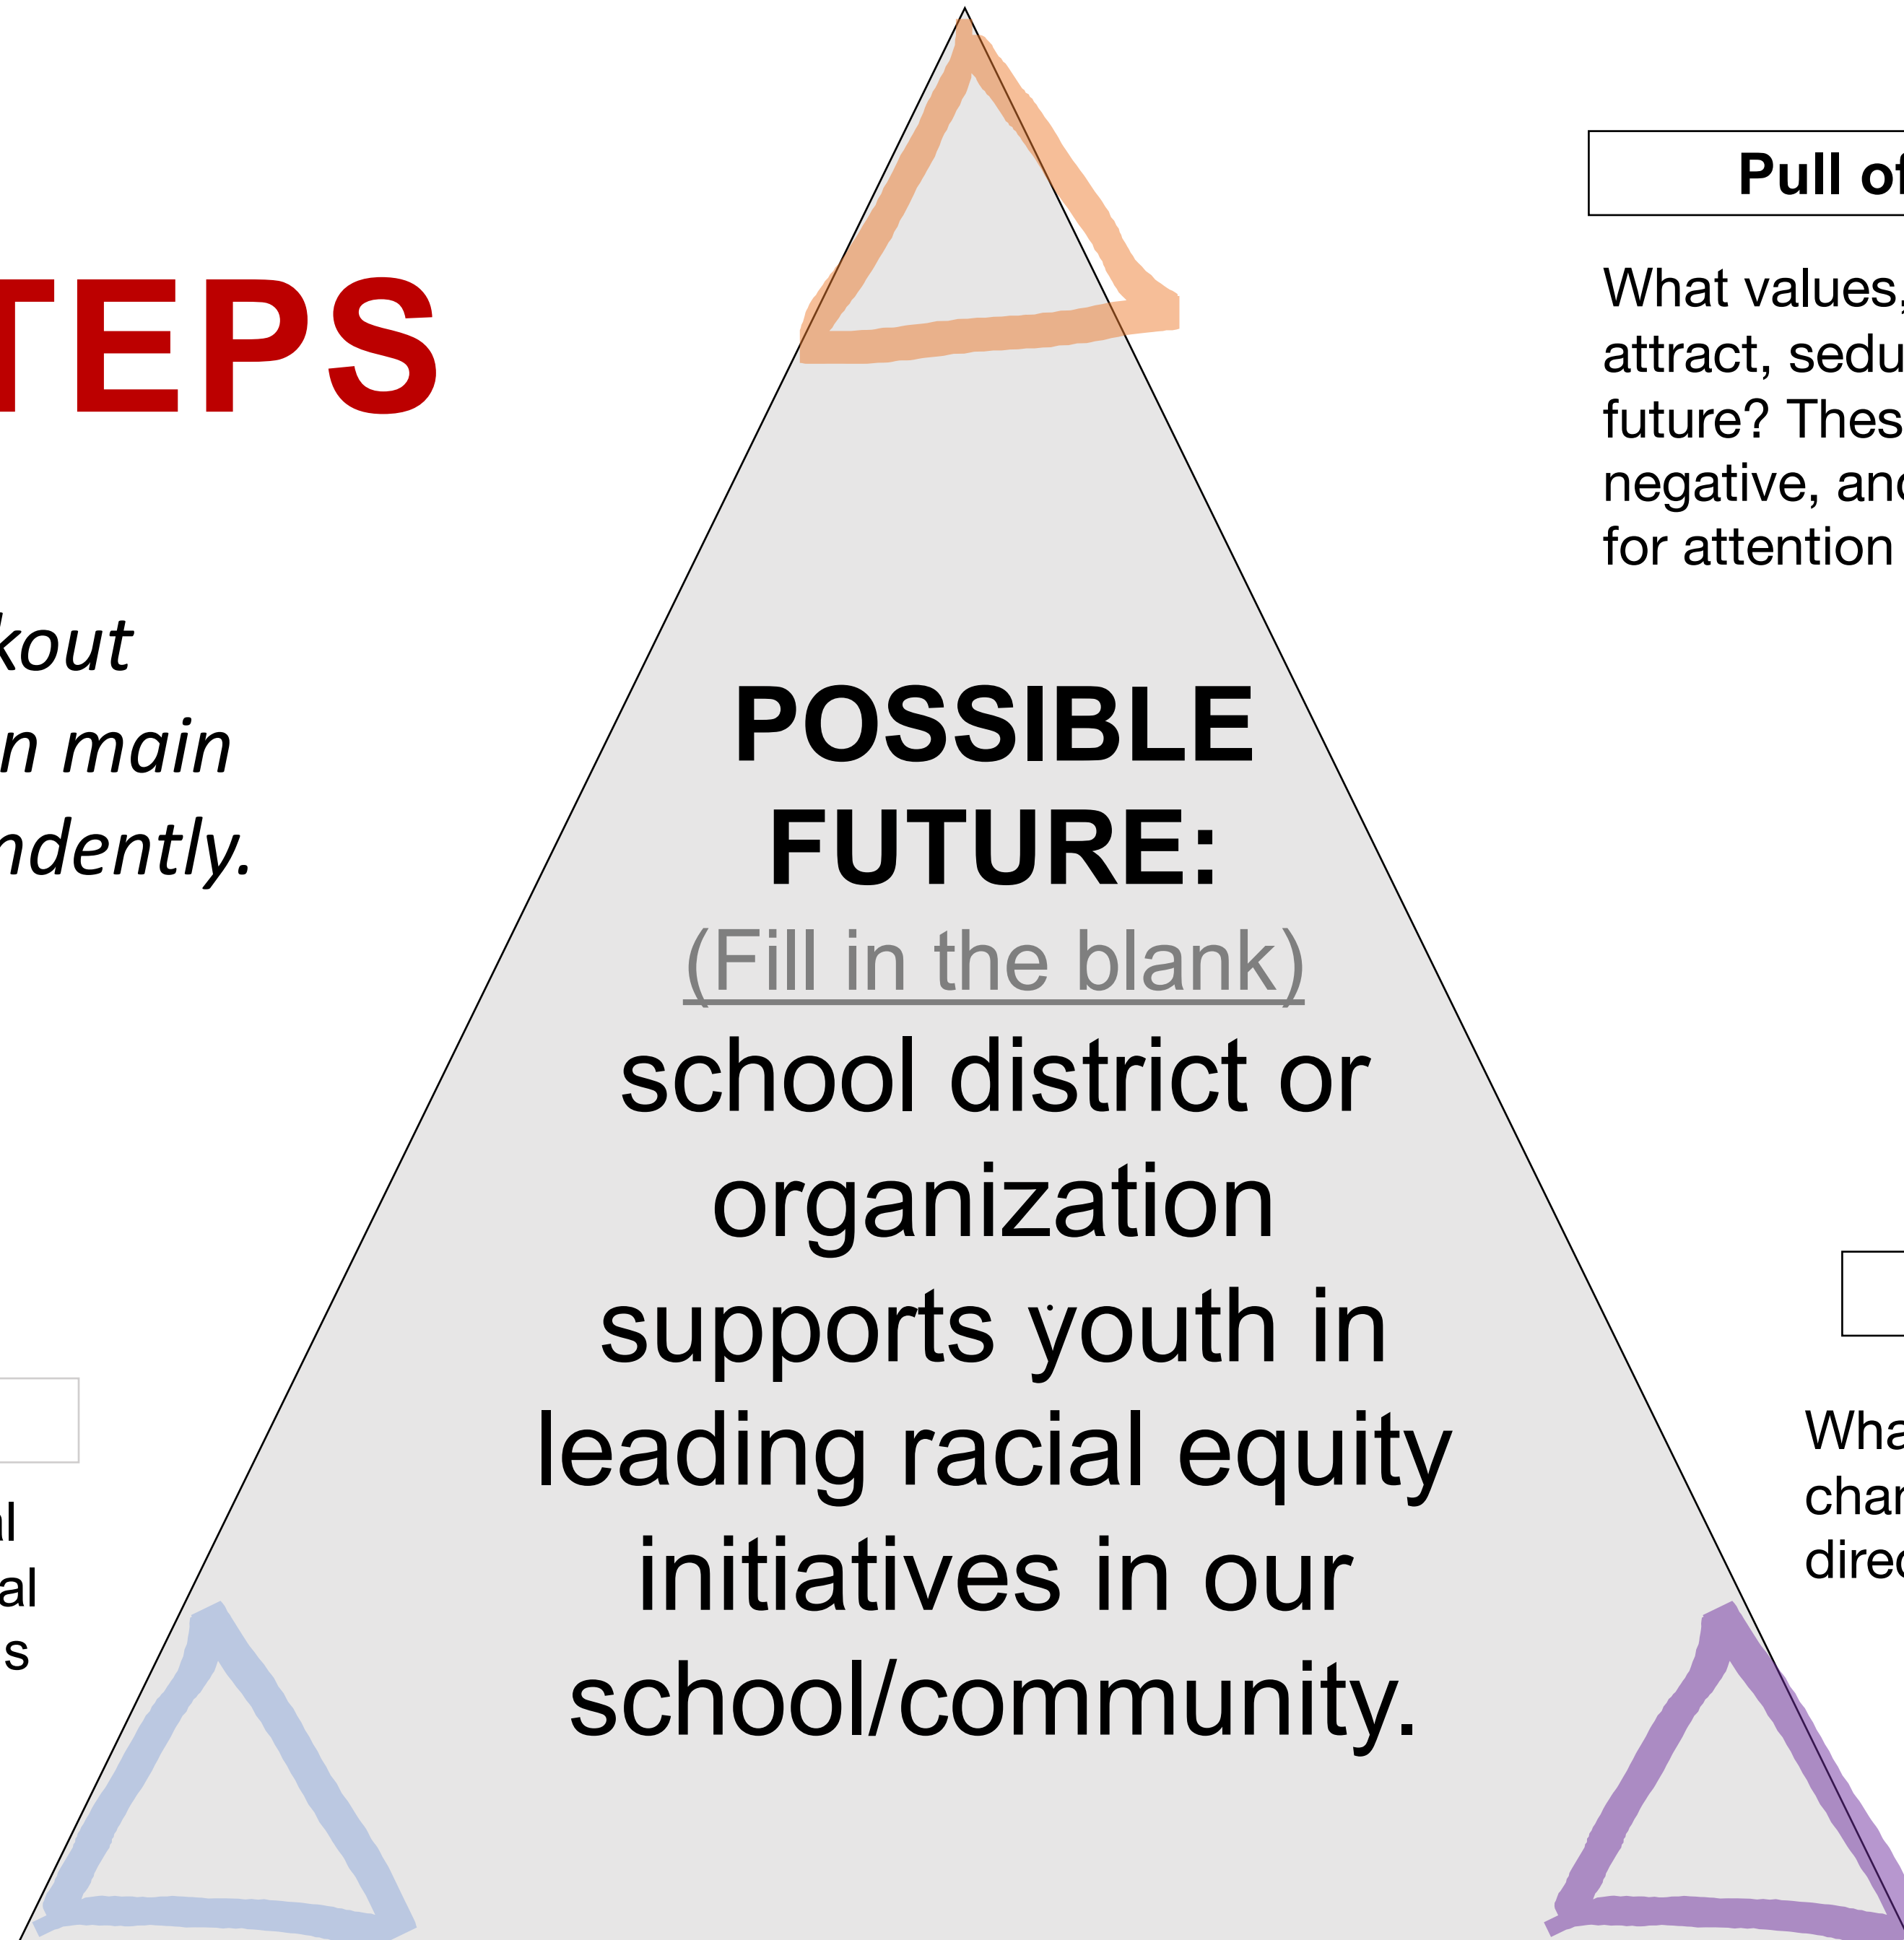 TEPS
kout
n main
ndently.
al
s
POSSIBLE
FUTURE:
(Fill in the blank)
school district or
organization
supports youth in
leading racial equity
initiatives in our
school/community.
Pull of
What values,
attract, sedu
future? Thes
negative, and
for attention
Wha
char
direc